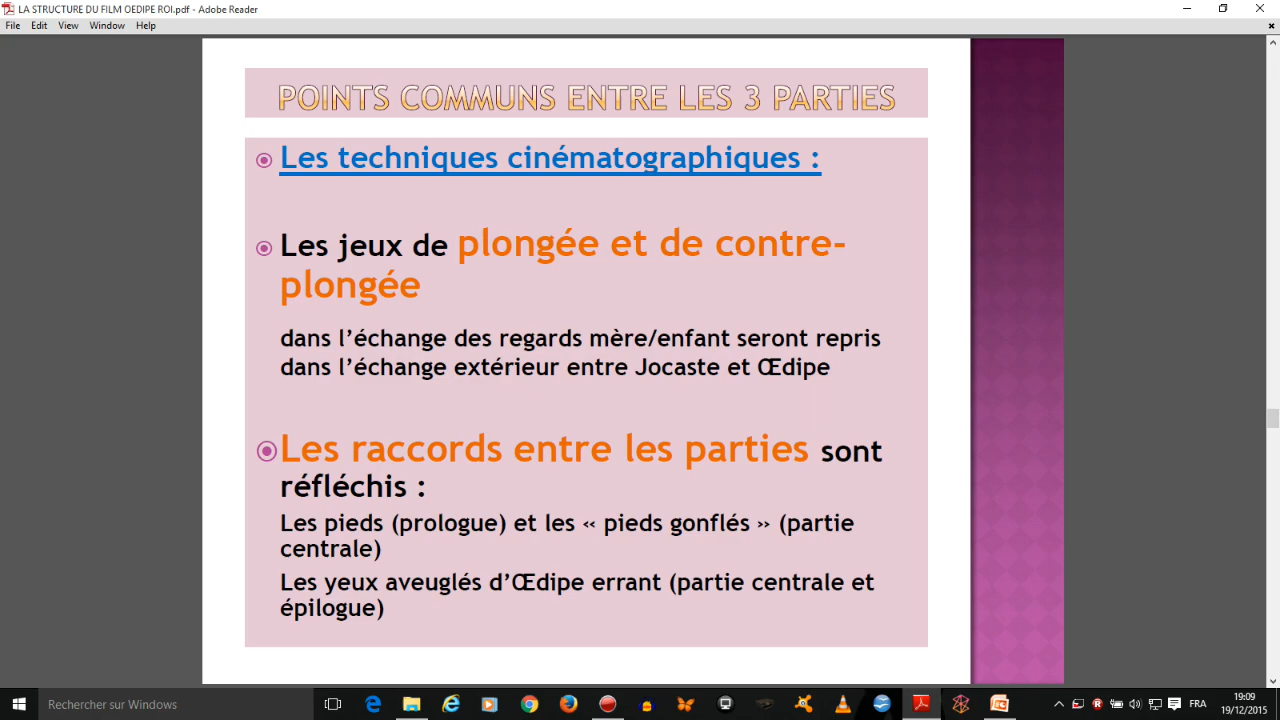 LA STRUCTURE DU FILM OEDIPE ROI.pdf - Adobe Reader
File Edit View Window Help
POINTS COMMUNS ENTRE LES 3 PARTIES
Les techniques cinématographiques :
Les jeux de plongée et de contre-
plongée
dans l’échange des regards mère/enfant seront repris
dans l’échange extérieur entre Jocaste et Œdipe
Les raccords entre les parties sont
réfléchis :
Les pieds (prologue) et les « pieds gonflés » (partie
centrale)
Les yeux aveuglés d’Œdipe errant (partie centrale et
épilogue)
Rechercher sur Windows
FRA
19:09
19/12/2015